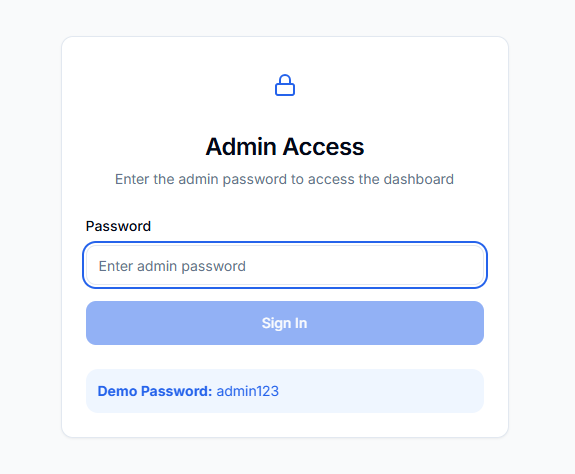 Admin Access
Enter the admin password to access the dashboard
Password
Enter admin password
Sign In
Demo Password: admin123